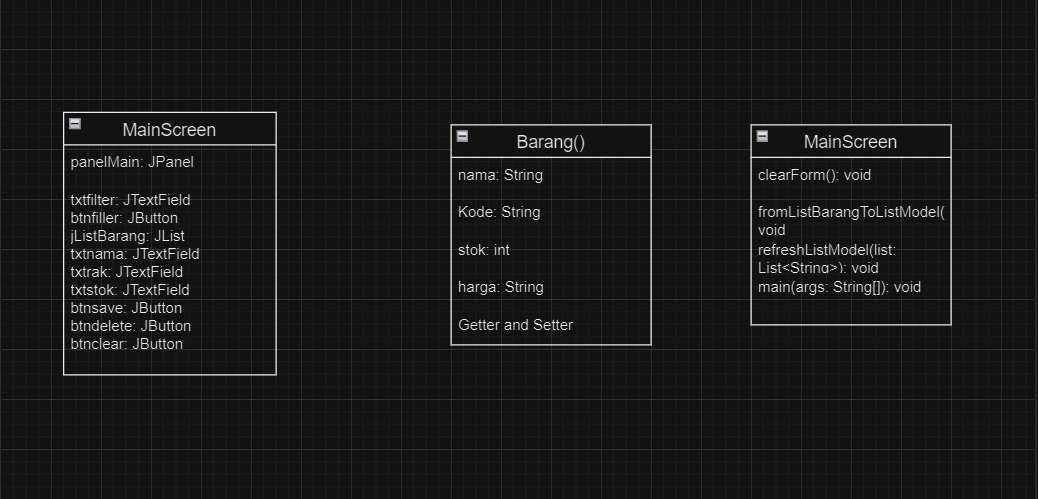 MainScreen
panelMain: JPanel
txtfilter: JTextField
btnfiller: JButton
jListBarang: JList
txtnama: JTextField
txtrak: JTextField
txtstok: JTextField
btnsave: JButton
btndelete: JButton
btnclear: JButton
Barang()
nama: String
Kode: String
stok: int
harga: String
Getter and Setter
MainScreen
clearForm(): void
fromListBarangToListModel(
void
refreshListModel(list:
List<String>): void
main(args: String[]): void